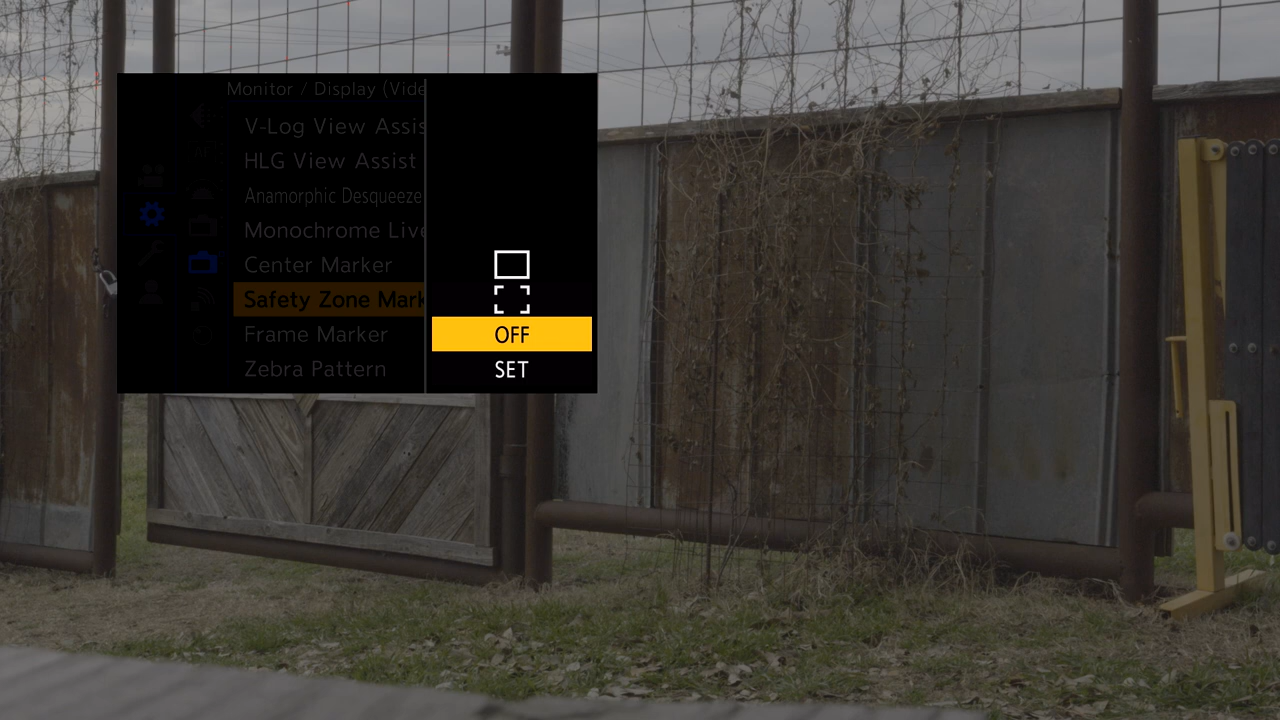 Monitor / Display (Vide
V-Log View Assis
HLG View Assist
Anamorphic Desqueeze
Monochrome Live
Center Marker
Safety Zone Mark
Frame Marker
Zebra Pattern
OFF
SET